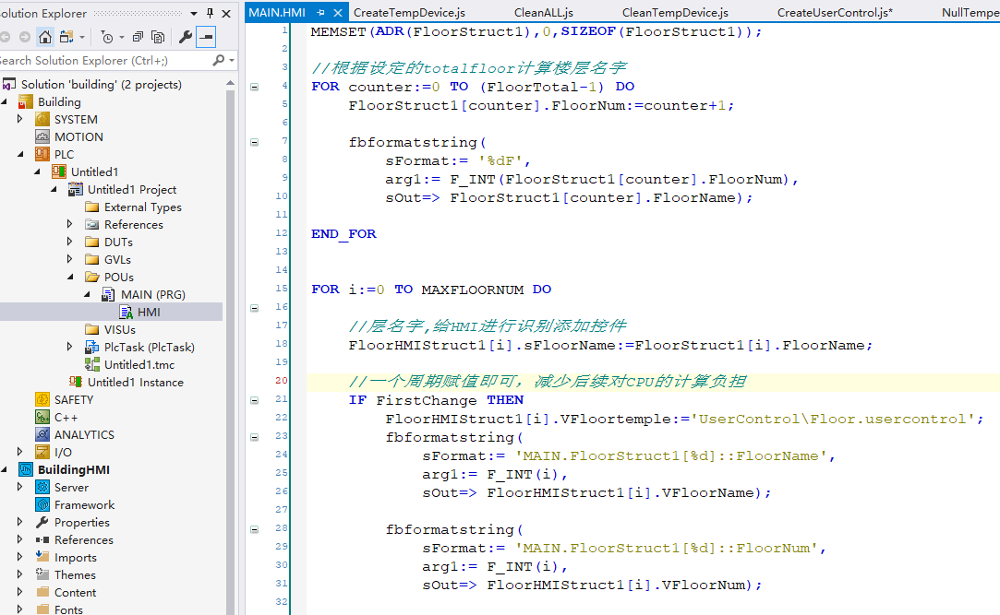 olution Explorer
Search Solution Explorer (Ctrl+;)
Solution 'building' (2 projects)
Building
SYSTEM
MOTION
PLC
Untitled1
Untitled1 Project
External Types
References
DUTs
GVLs
POUs
MAIN (PRG)
HMI
VISUs
PlcTask (PlcTask)
Untitled1.tmc
Untitled1 Instance
SAFETY
C++
ANALYTICS
I/O
BuildingHMI
Server
Framework
Properties
References
Imports
Themes
Content
Fonts
MAIN.HMI CreateTempDevice.js CleanALL.js CleanTempDevice.js CreateUserControl.js* NullTempe
1 MEMSET(ADR(FloorStruct1),0,SIZEOF(FloorStruct1));
2
3 //根据设定的totalfloor计算楼层名字
4 FOR counter:=0 TO (FloorTotal-1) DO
5 FloorStruct1[counter].FloorNum:=counter+1;
6
7 fbformatstring(
8 sFormat:= '%dF',
9 arg1:= F_INT(FloorStruct1[counter].FloorNum),
10 sOut=> FloorStruct1[counter].FloorName);
11
12 END_FOR
13
14
15 FOR i:=0 TO MAXFLOORNUM DO
16
17 //层名字,给HMI进行识别添加控件
18 FloorHMIStruct1[i].sFloorName:=FloorStruct1[i].FloorName;
19
20 //一个周期赋值即可，减少后续对CPU的计算负担
21 IF FirstChange THEN
22 FloorHMIStruct1[i].VFloortemple:='UserControl\Floor.usercontrol';
23 fbformatstring(
24 sFormat:= 'MAIN.FloorStruct1[%d]::FloorName',
25 arg1:= F_INT(i),
26 sOut=> FloorHMIStruct1[i].VFloorName);
27
28 fbformatstring(
29 sFormat:= 'MAIN.FloorStruct1[%d]::FloorNum',
30 arg1:= F_INT(i),
31 sOut=> FloorHMIStruct1[i].VFloorNum);
32